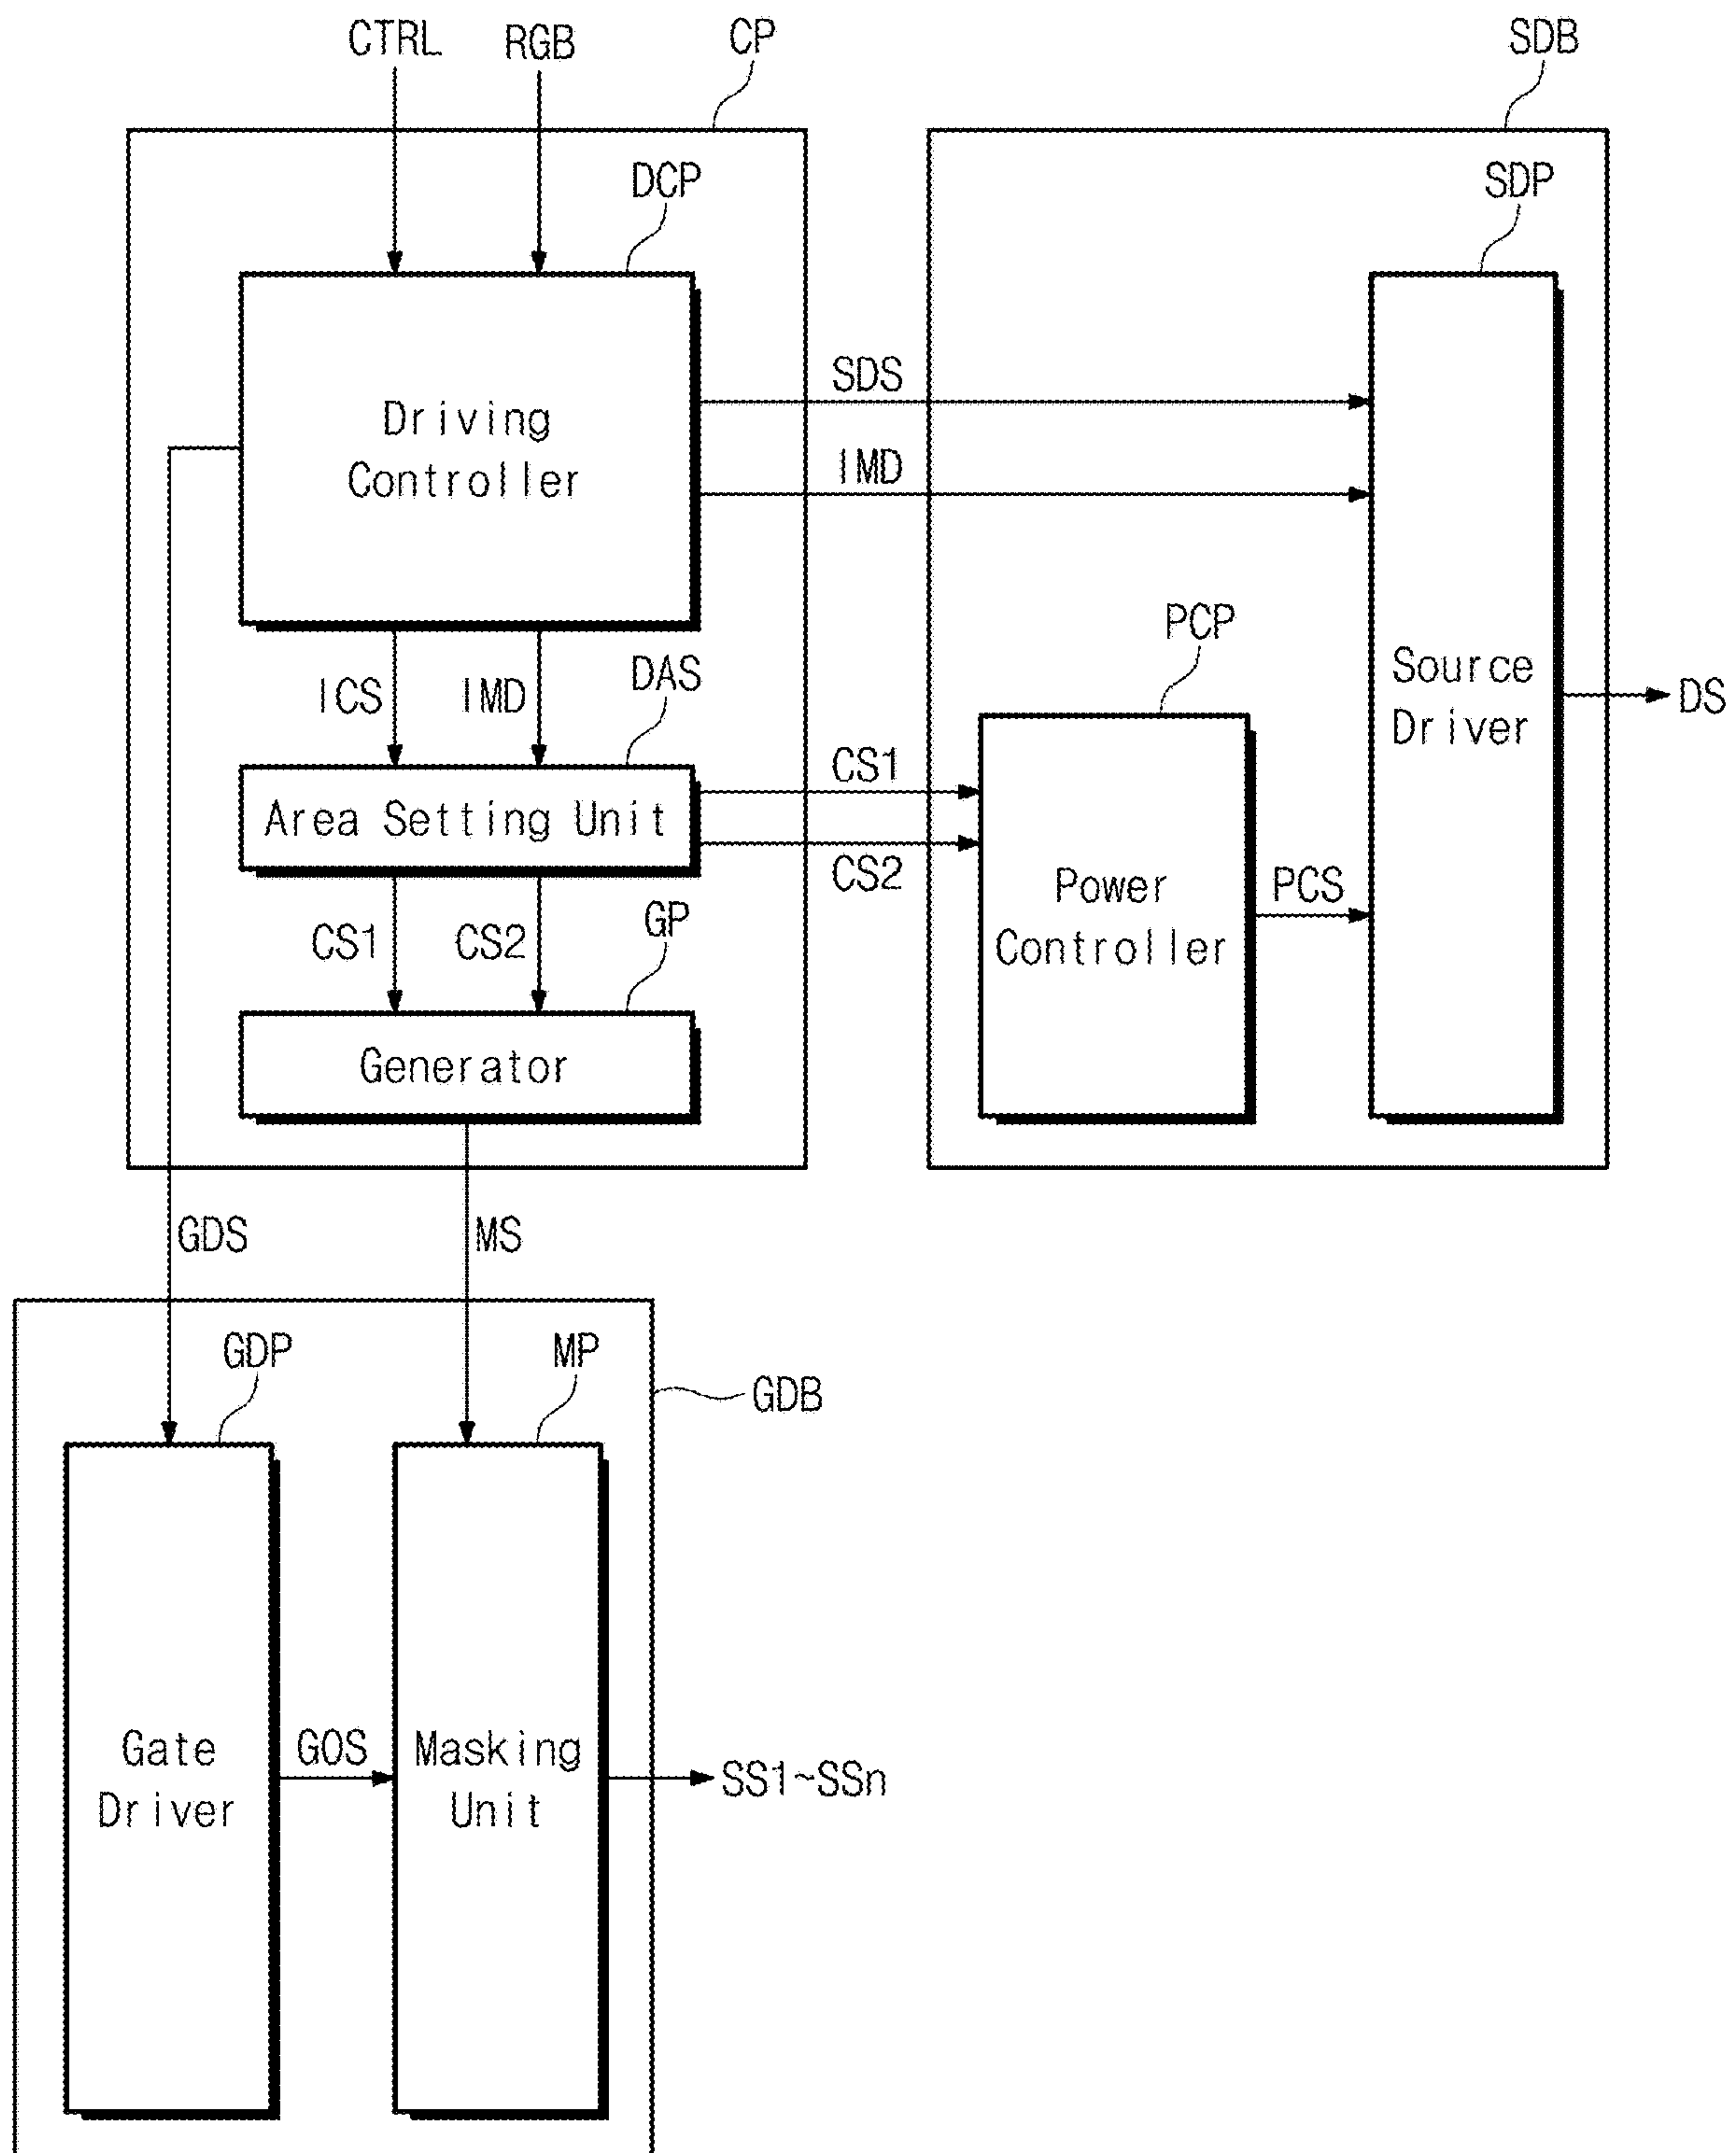 CTRL
RGB
CP
SDB
DCP
SDP
Driving
Controller
SDS
IMD
ICS
IMD
DAS
PCP
Source
Driver
DS
Area Setting Unit
CS1
CS2
Power
Controller
PCS
CS1
CS2
GP
Generator
GDS
MS
GDP
MP
GDB
Gate
Driver
GOS
Masking
Unit
SS1~SSn